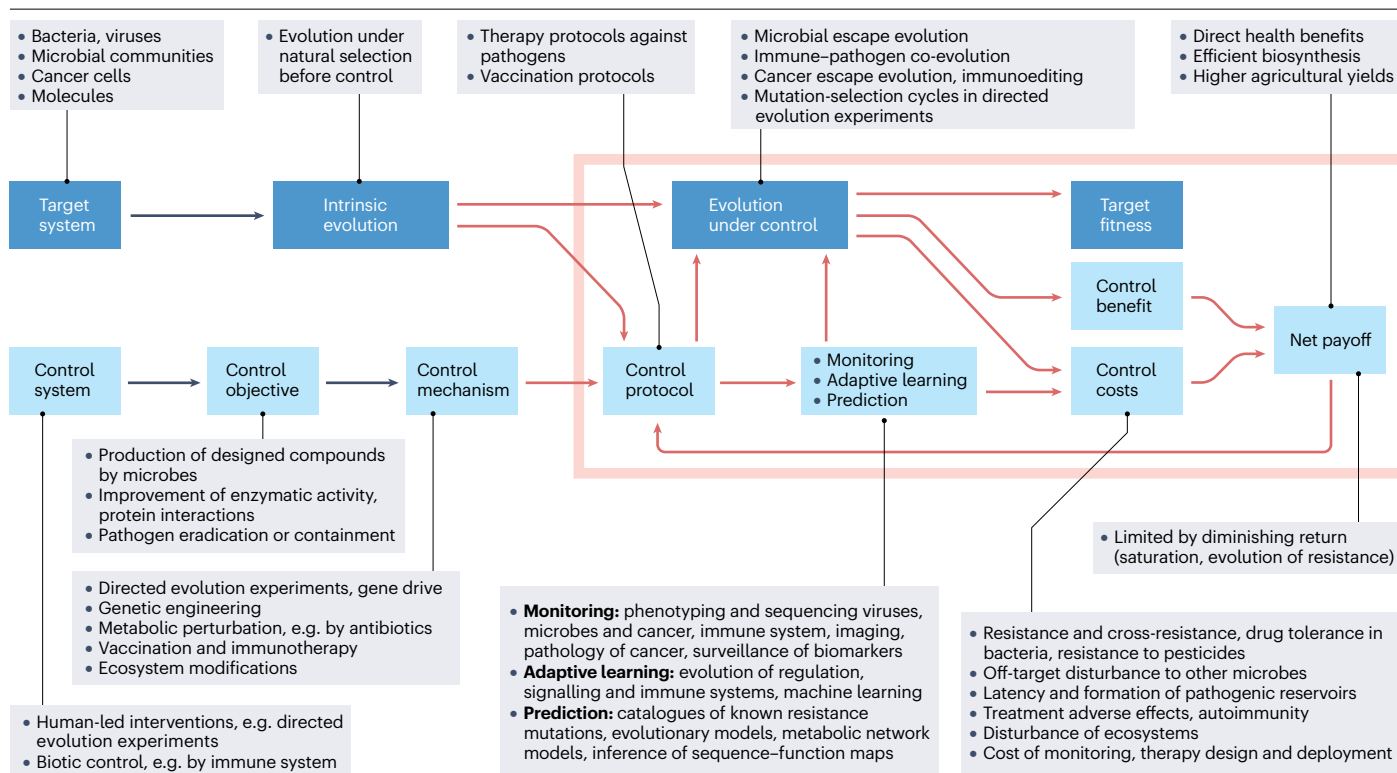 • Bacteria, viruses
• Microbial communities
• Cancer cells
• Molecules
• Evolution under
natural selection
before control
• Therapy protocols against
pathogens
• Vaccination protocols
• Microbial escape evolution
• Immune–pathogen co-evolution
• Cancer escape evolution, immunoediting
• Mutation-selection cycles in directed
evolution experiments
• Direct health benefits
• Efficient biosynthesis
• Higher agricultural yields
Target
system
Intrinsic
evolution
Evolution
under control
Target
fitness
Control
benefit
Net payoff
Control
system
Control
objective
Control
mechanism
Control
protocol
• Monitoring
• Adaptive learning
• Prediction
Control
costs
• Production of designed compounds
by microbes
• Improvement of enzymatic activity,
protein interactions
• Pathogen eradication or containment
• Directed evolution experiments, gene drive
• Genetic engineering
• Metabolic perturbation, e.g. by antibiotics
• Vaccination and immunotherapy
• Ecosystem modifications
• Human-led interventions, e.g. directed
evolution experiments
• Biotic control, e.g. by immune system
• Monitoring: phenotyping and sequencing viruses,
microbes and cancer, immune system, imaging,
pathology of cancer, surveillance of biomarkers
• Adaptive learning: evolution of regulation,
signalling and immune systems, machine learning
• Prediction: catalogues of known resistance
mutations, evolutionary models, metabolic network
models, inference of sequence–function maps
• Limited by diminishing return
(saturation, evolution of resistance)
• Resistance and cross-resistance, drug tolerance in
bacteria, resistance to pesticides
• Off-target disturbance to other microbes
• Latency and formation of pathogenic reservoirs
• Treatment adverse effects, autoimmunity
• Disturbance of ecosystems
• Cost of monitoring, therapy design and deployment